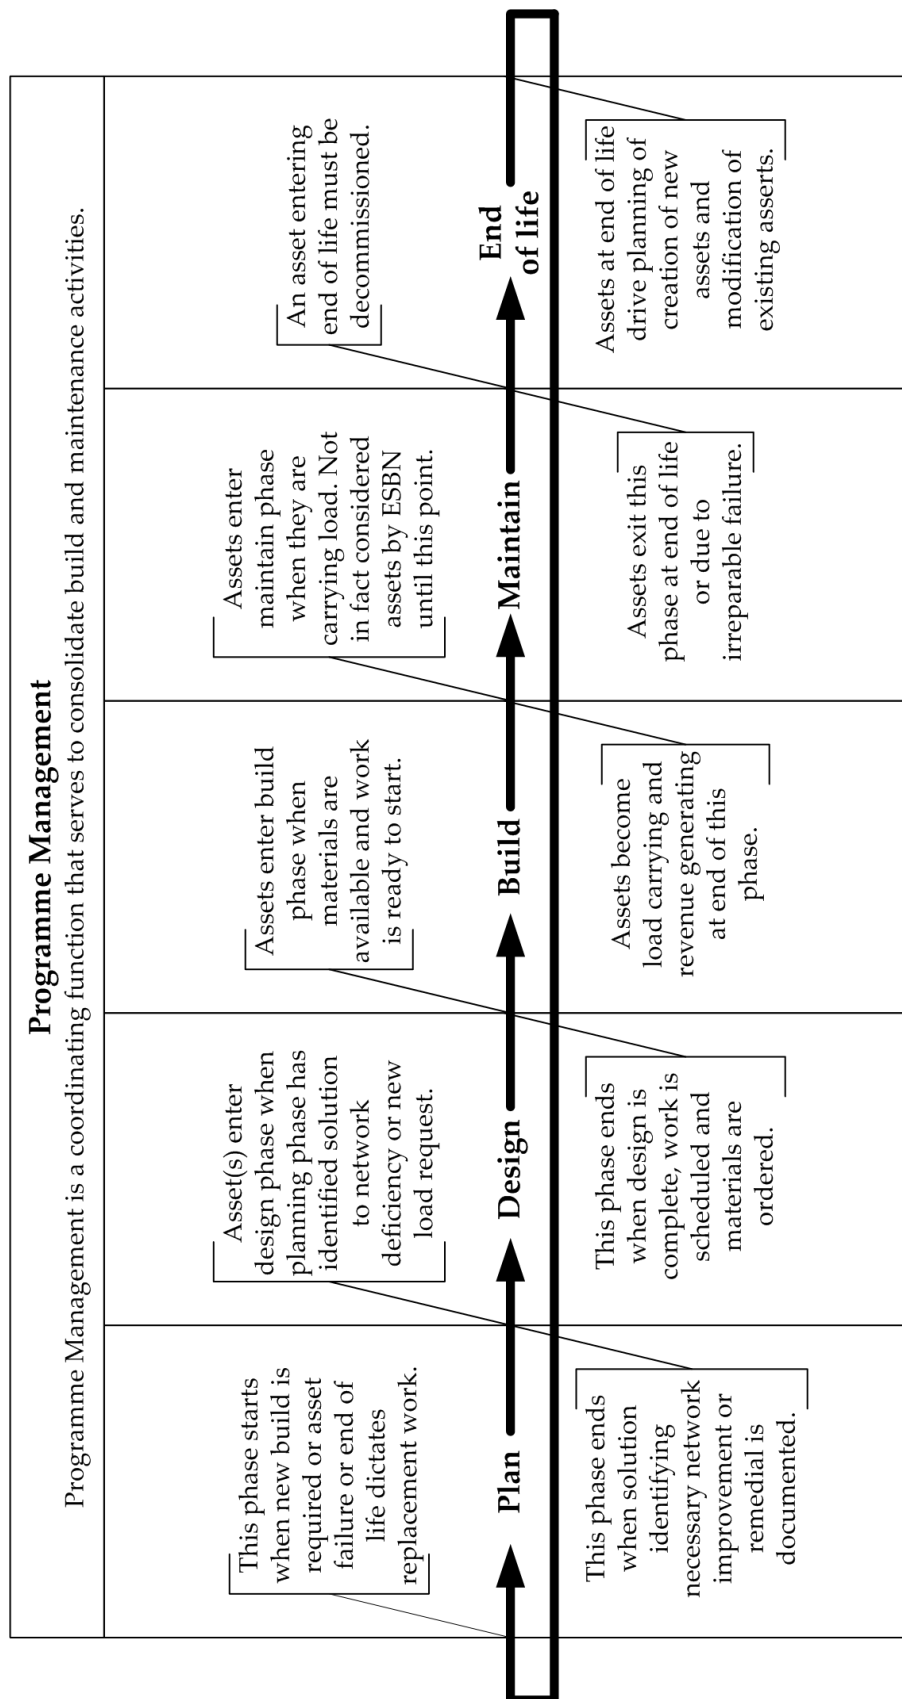 Programme Management
Programme Management is a coordinating function that serves to consolidate build and maintenance activities.
This phase starts
when new build is
required or asset
failure or end of
life dictates
replacement work.
Asset(s) enter
design phase when
planning phase has
identified solution
to network
deficiency or new
load request.
Assets enter build
phase when
materials are
available and work
is ready to start.
Assets enter
maintain phase
when they are
carrying load. Not
in fact considered
assets by ESBN
until this point.
An asset entering
end of life must be
decommissioned.
Plan
Design
Build
Maintain
End
of life
This phase ends
when solution
identifying
necessary network
improvement or
remedial is
documented.
This phase ends
when design is
complete, work is
scheduled and
materials are
ordered.
Assets become
load carrying and
revenue generating
at end of this
phase.
Assets exit this
phase at end of life
or due to
irreparable failure.
Assets at end of life
drive planning of
creation of new
assets and
modification of
existing asserts.